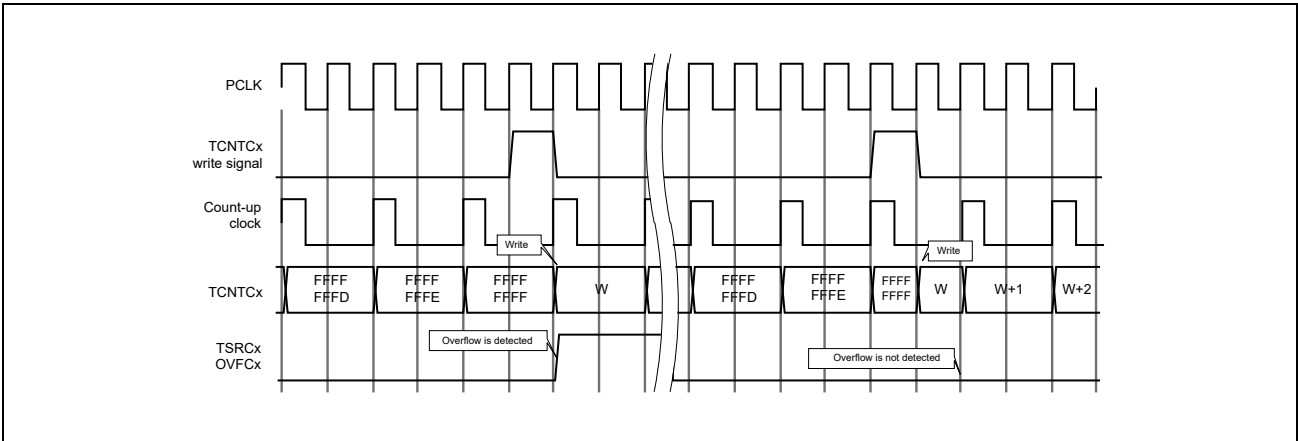 PCLK
TCNTCx
write signal
Count-up
clock
Write
Write
TCNTCx
FFFF
FFFD
FFFF
FFFE
FFFF
FFFF
W
FFFF
FFFD
FFFF
FFFE
FFFF
FFFF
W
W+1
W+2
TSRCx
OVFCx
Overflow is detected
Overflow is not detected